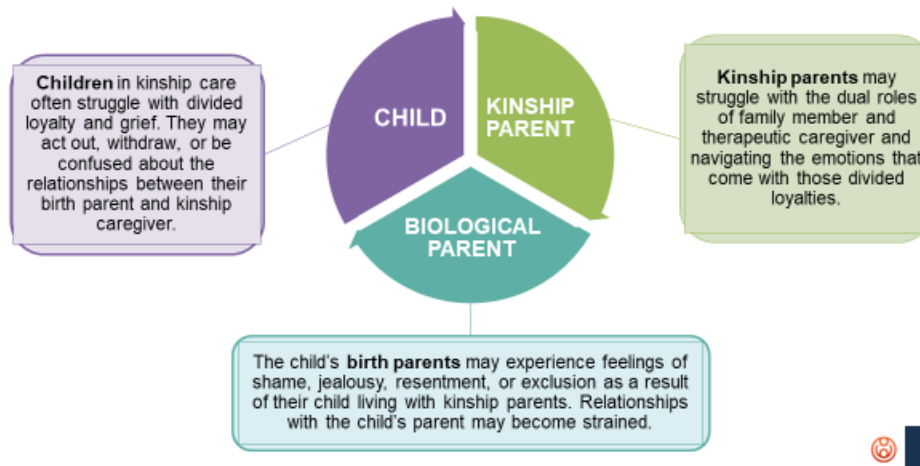 CHILD
KINSHIP
PARENT
BIOLOGICAL
PARENT
Children in kinship care
often struggle with divided
loyalty and grief. They may
act out, withdraw, or be
confused about the
relationships between their
birth parent and kinship
caregiver.
Kinship parents may
struggle with the dual roles
of family member and
therapeutic caregiver and
navigating the emotions that
come with those divided
loyalties.
The child's birth parents may experience feelings of
shame, jealousy, resentment, or exclusion as a result
of their child living with kinship parents. Relationships
with the child's parent may become strained.